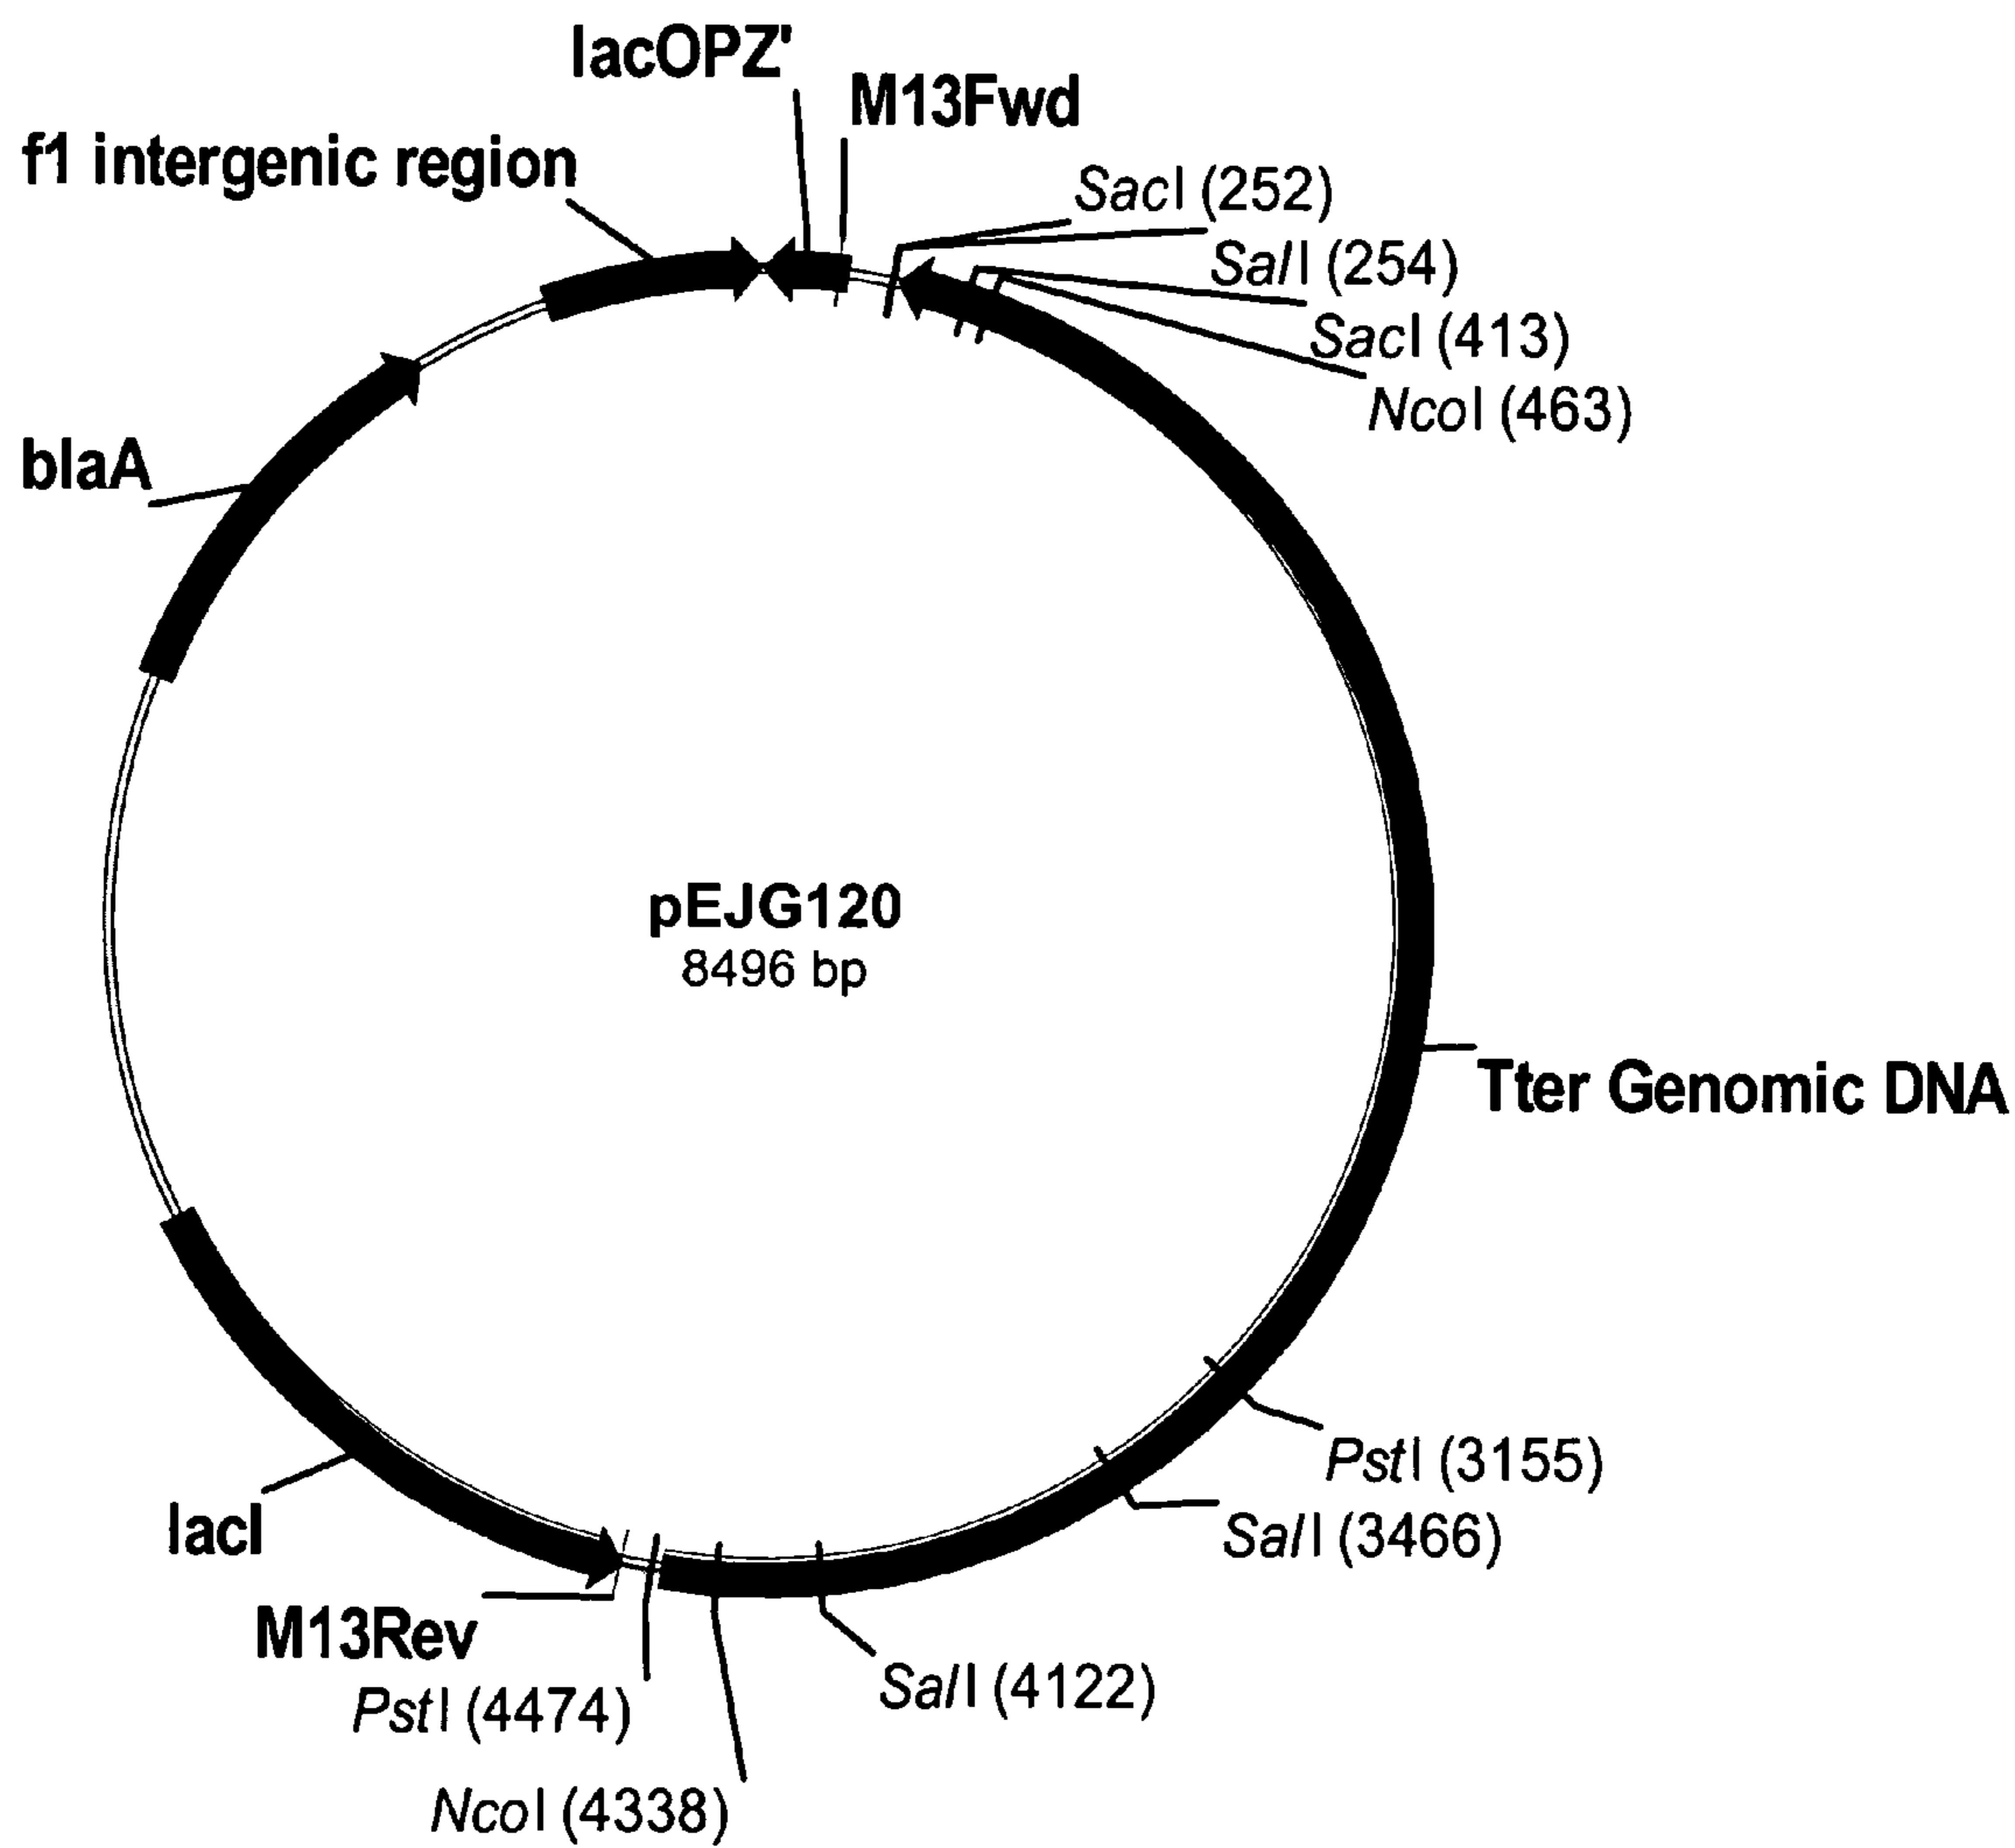 lacOPZ'
M13Fwd
f1 intergenic region
SacI (252)
SalI (254)
SacI (413)
NcoI (463)
blaA
pEJG120
8496 bp
Tter Genomic DNA
PstI (3155)
SalI (3466)
lacI
M13Rev
SalI (4122)
PstI (4474)
NcoI (4338)